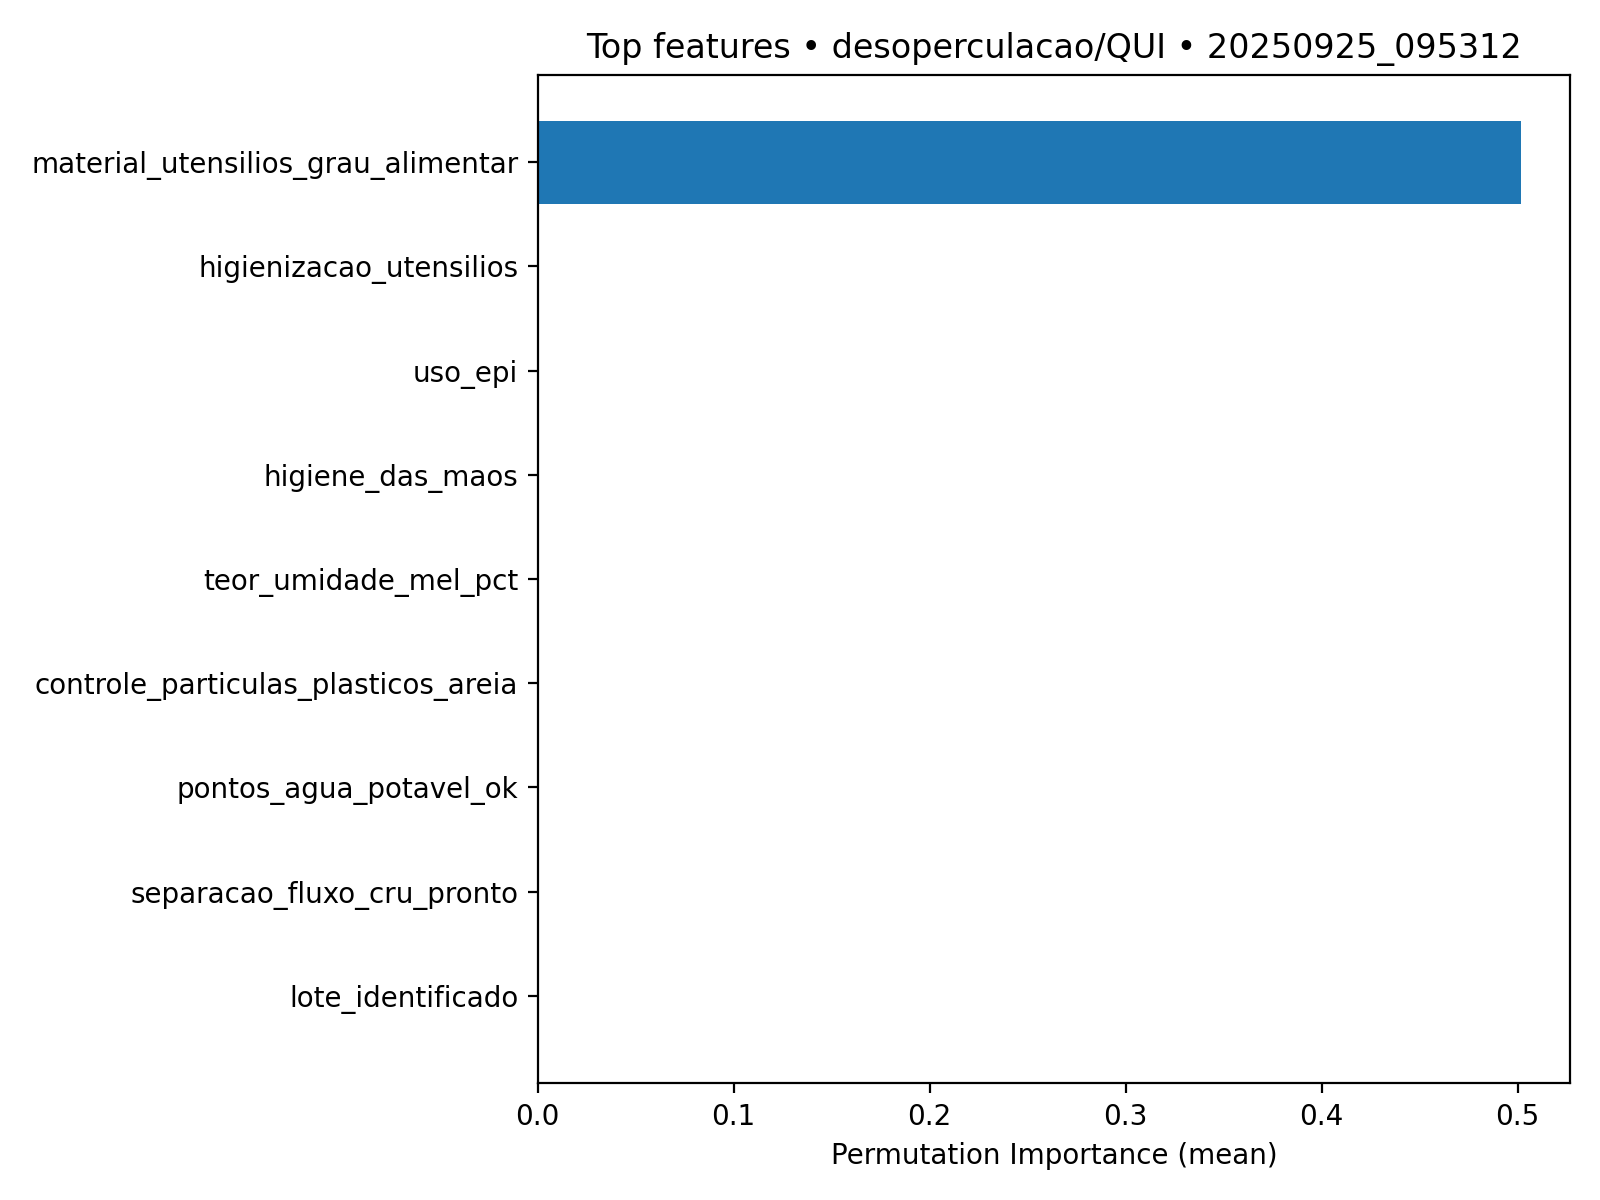 Top features • desoperculacao/QUI • 20250925_095312
material_utensilios_grau_alimentar
higienizacao_utensilios
uso_epi
higiene_das_maos
teor_umidade_mel_pct
controle_particulas_plasticos_areia
pontos_agua_potavel_ok
separacao_fluxo_cru_pronto
lote_identificado
0.0 0.1 0.2 0.3 0.4 0.5
Permutation Importance (mean)